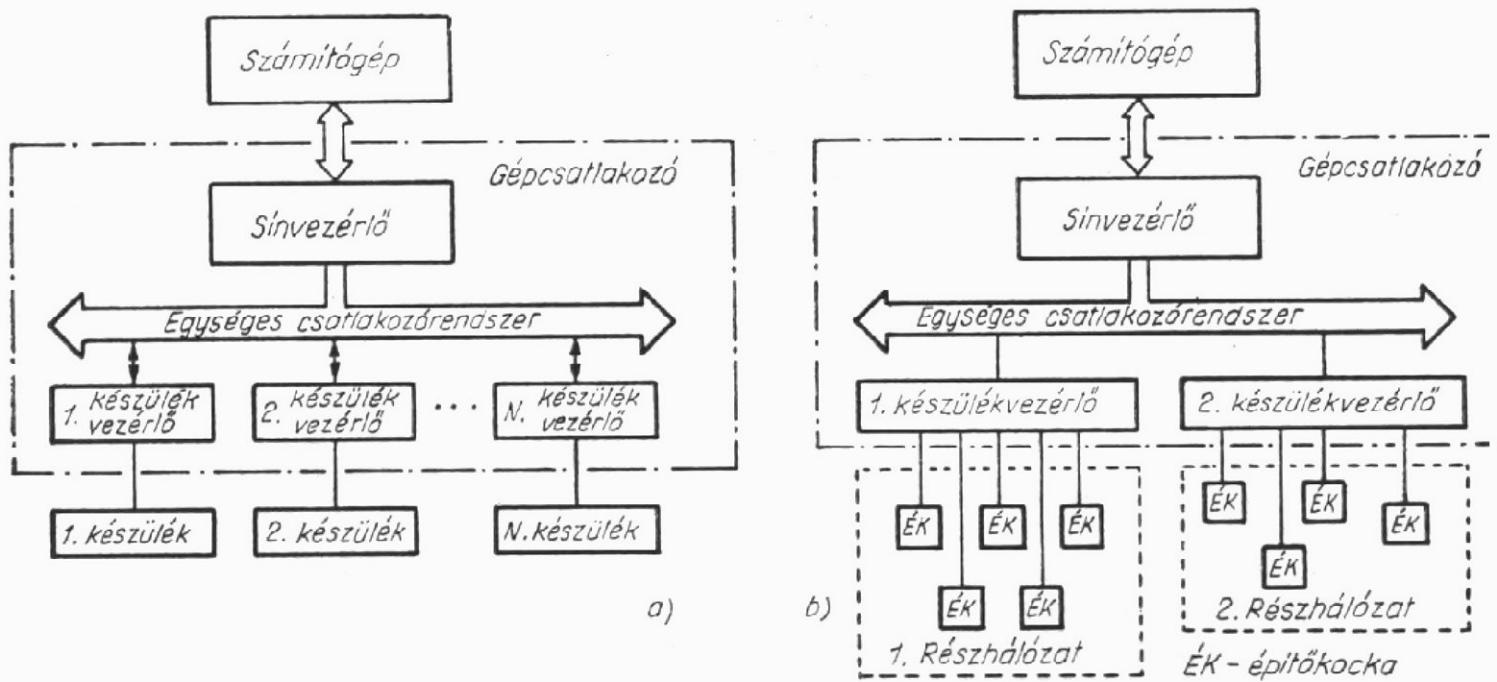 Számítógép
Gépcsatlakozó
Sínvezérlő
Egységes csatlakozórendszer
1. készülék
vezérlő
2. készülék
vezérlő
...
N. készülék
vezérlő
1. készülék
2. készülék
N. készülék
a)
Számítógép
Gépcsatlakozó
Sínvezérlő
Egységes csatlakozórendszer
1. készülékvezérlő
2. készülékvezérlő
ÉK
ÉK
ÉK
ÉK
ÉK
1. Részhálózat
ÉK
ÉK
ÉK
ÉK
2. Részhálózat
b)
ÉK - építőkocka